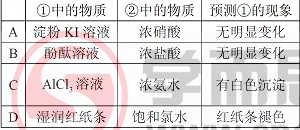 ①中的物质 ②中的物质 预测①的现象
A 淀粉 KI 溶液 浓硝酸 无明显变化
B 酚酞溶液 浓盐酸 无明显变化
C AlCl₃溶液 浓氨水 有白色沉淀
D 湿润红纸条 饱和氯水 红纸条褪色